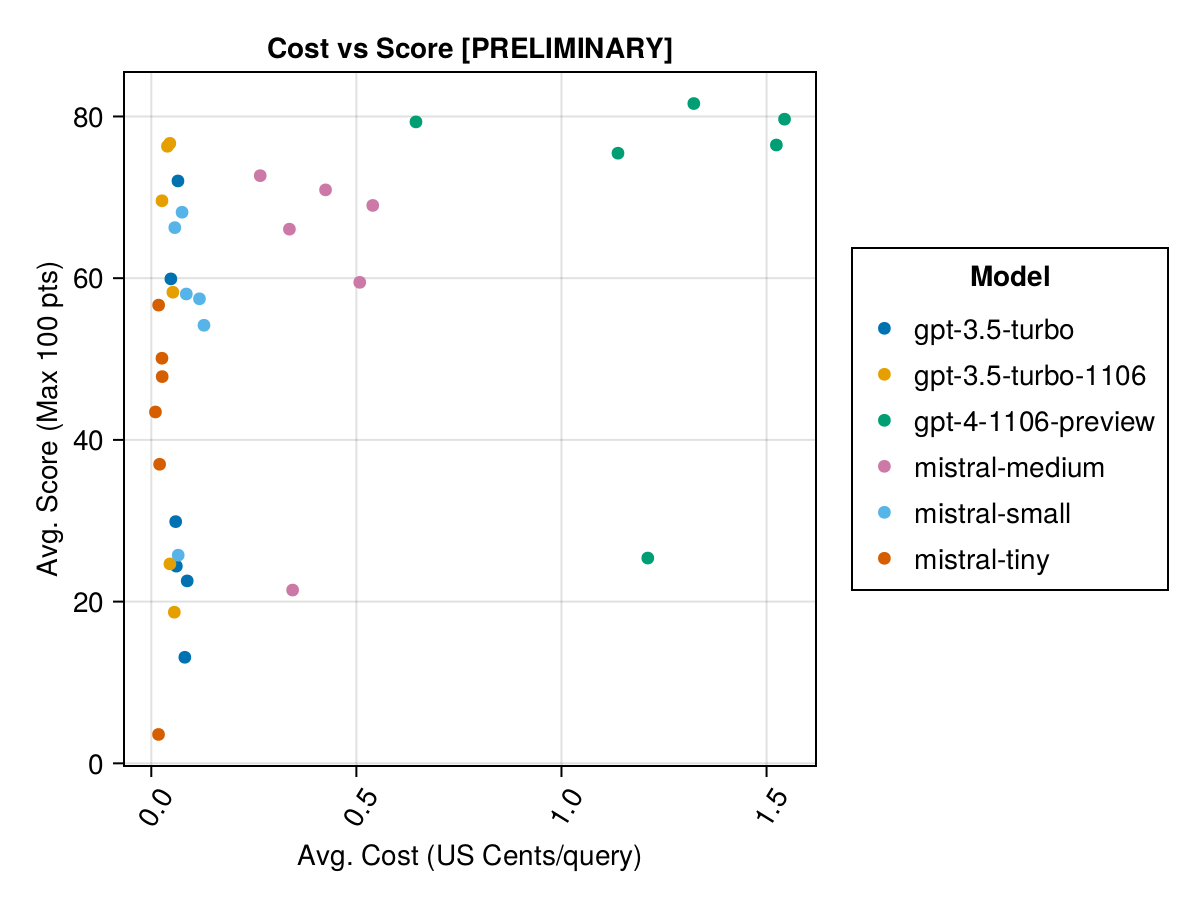 Cost vs Score [PRELIMINARY]
Avg. Score (Max 100 pts)
80
60
40
20
0
0.0
0.5
1.0
1.5
Avg. Cost (US Cents/query)
Model
gpt-3.5-turbo
gpt-3.5-turbo-1106
gpt-4-1106-preview
mistral-medium
mistral-small
mistral-tiny